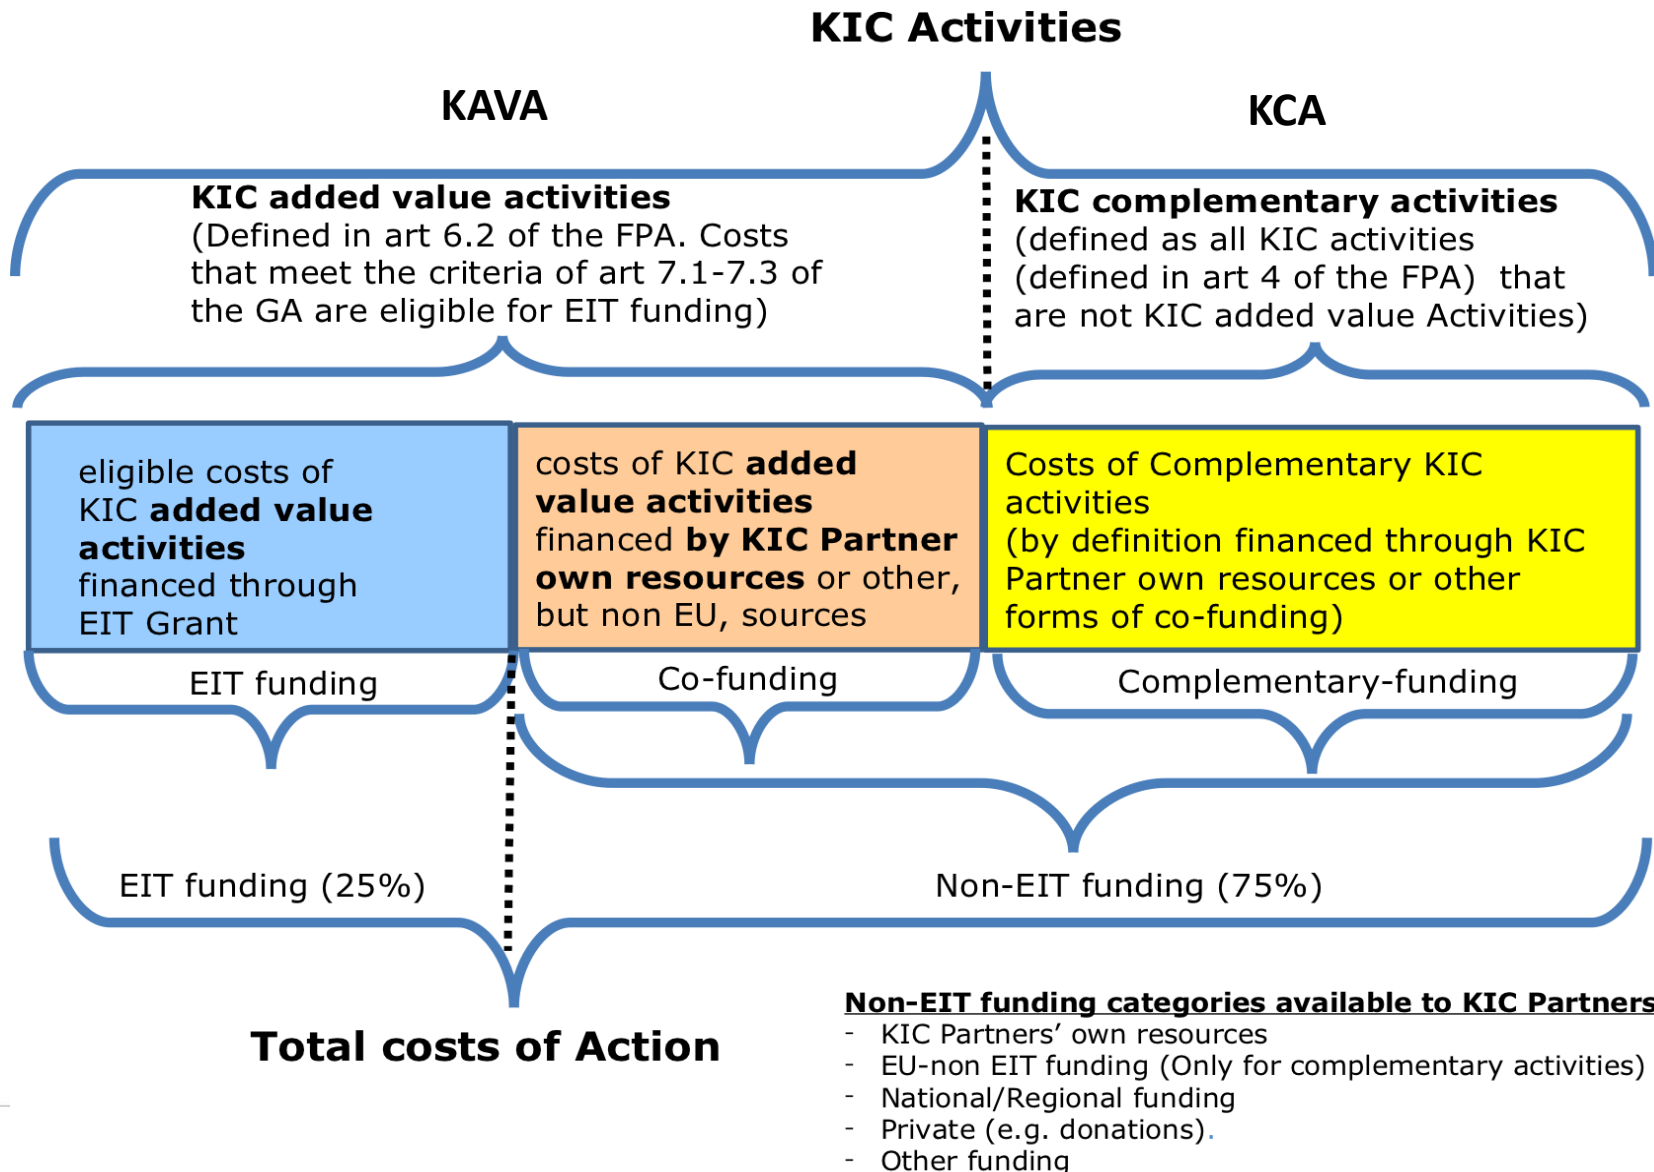 KIC Activities
KAVA
KCA
KIC added value activities
(Defined in art 6.2 of the FPA. Costs
that meet the criteria of art 7.1-7.3 of
the GA are eligible for EIT funding)
KIC complementary activities
(defined as all KIC activities
(defined in art 4 of the FPA)  that
are not KIC added value Activities)
eligible costs of
KIC added value
activities
financed through
EIT Grant
costs of KIC added
value activities
financed by KIC Partner
own resources or other,
but non EU, sources
Costs of Complementary KIC
activities
(by definition financed through KIC
Partner own resources or other
forms of co-funding)
EIT funding
Co-funding
Complementary-funding
EIT funding (25%)
Non-EIT funding (75%)
Total costs of Action
Non-EIT funding categories available to KIC Partners
- KIC Partners’ own resources
- EU-non EIT funding (Only for complementary activities)
- National/Regional funding
- Private (e.g. donations).
- Other funding